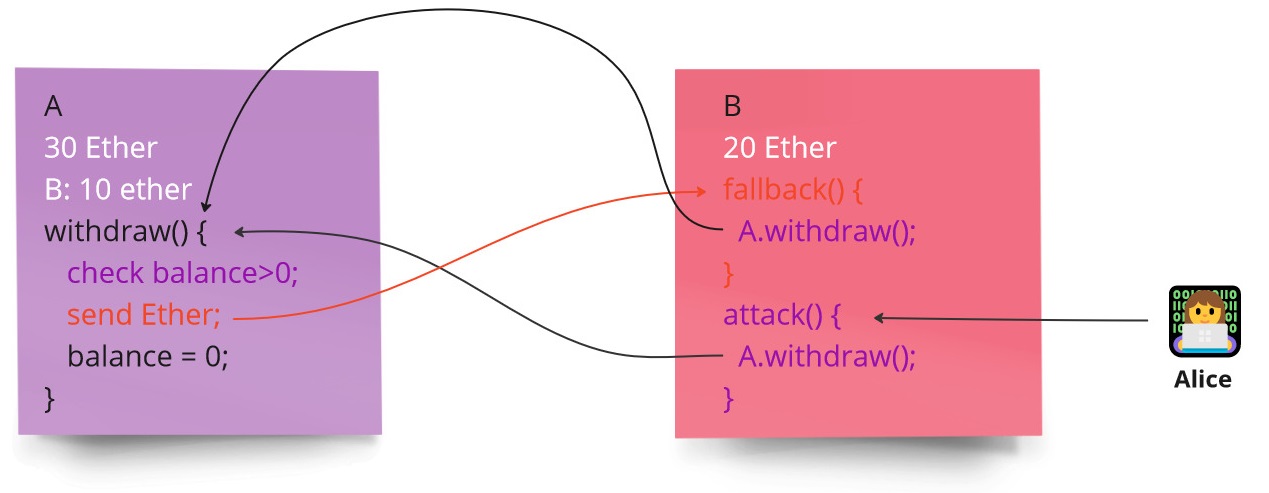 A
30 Ether
B: 10 ether
withdraw() {
check balance>0;
send Ether;
balance = 0;
}
B
20 Ether
fallback() {
A.withdraw();
}
attack() {
A.withdraw();
}
Alice